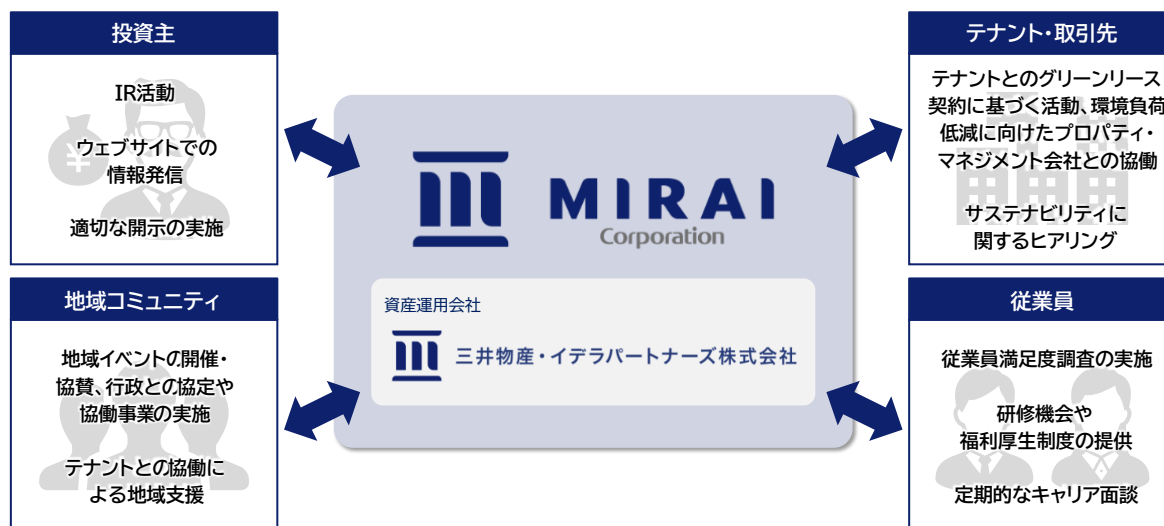 投資主
IR活動
ウェブサイトでの
情報発信
適切な開示の実施
地域コミュニティ
地域イベントの開催・
協賛、行政との協定や
協働事業の実施
テナントとの協働に
よる地域支援
¥
MIRAI
Corporation
資産運用会社
三井物産・イデラパートナーズ株式会社
テナント・取引先
テナントとのグリーンリース
契約に基づく活動、環境負荷
低減に向けたプロパティ・
マネジメント会社との協働
サステナビリティに
関するヒアリング
従業員
従業員満足度調査の実施
研修機会や
福利厚生制度の提供
定期的なキャリア面談